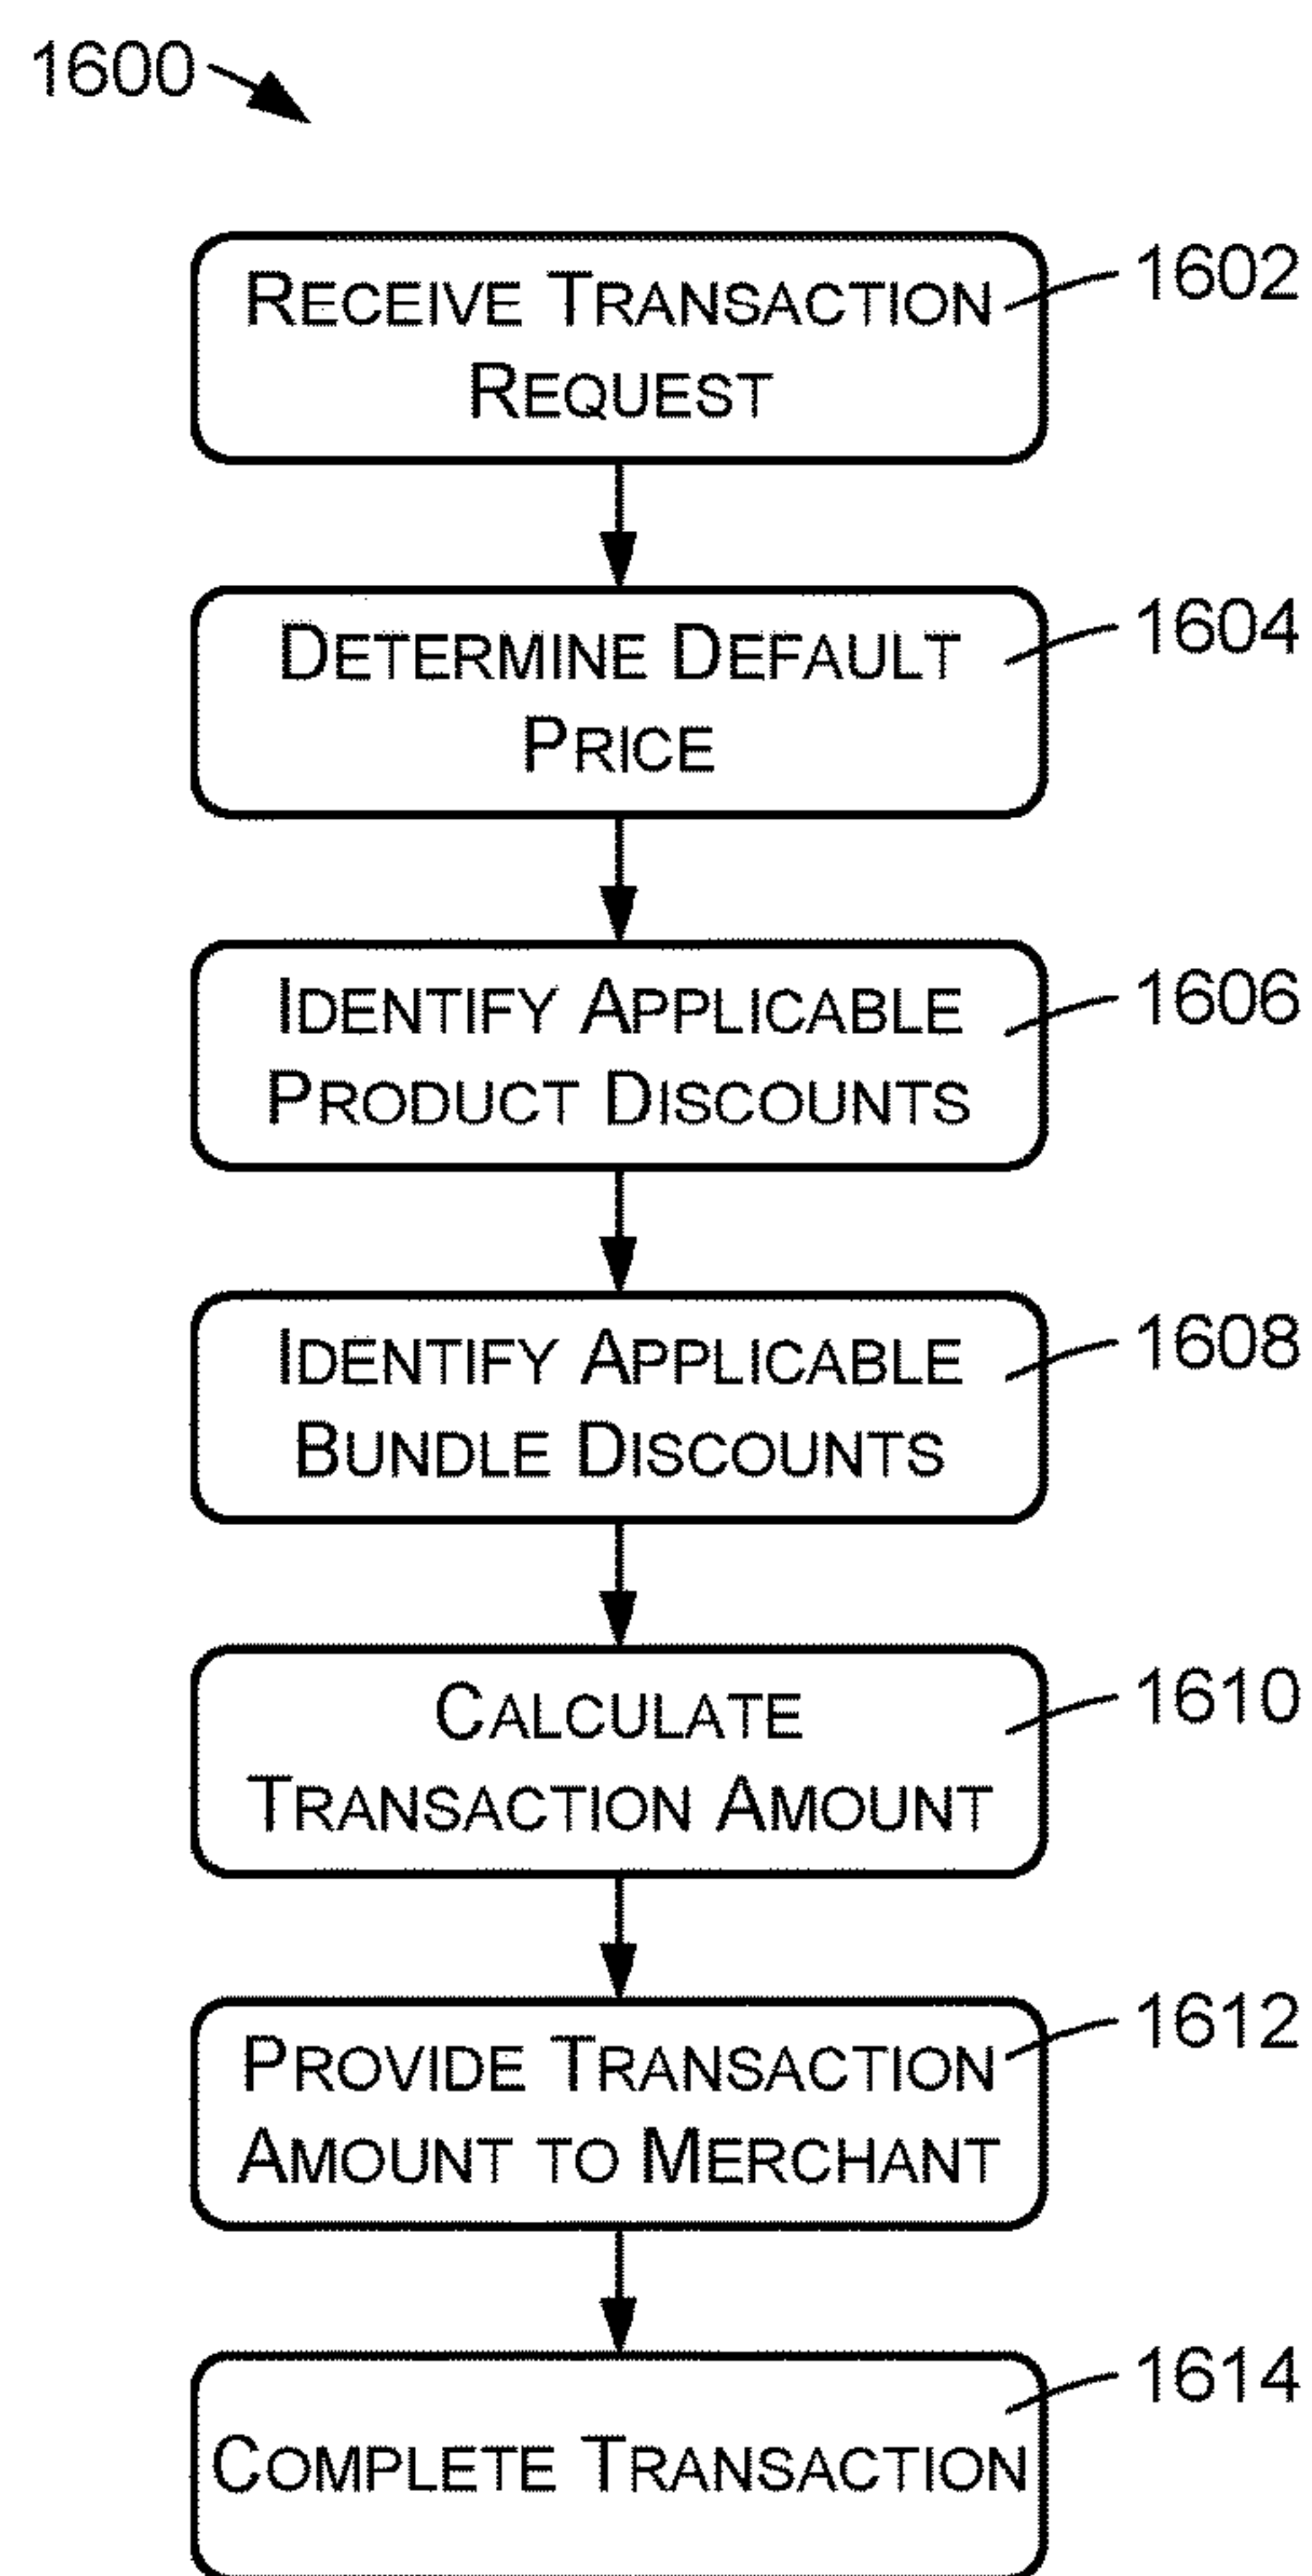 1600
RECEIVE TRANSACTION
REQUEST
1602
DETERMINE DEFAULT
PRICE
1604
IDENTIFY APPLICABLE
PRODUCT DISCOUNTS
1606
IDENTIFY APPLICABLE
BUNDLE DISCOUNTS
1608
CALCULATE
TRANSACTION AMOUNT
1610
PROVIDE TRANSACTION
AMOUNT TO MERCHANT
1612
COMPLETE TRANSACTION
1614